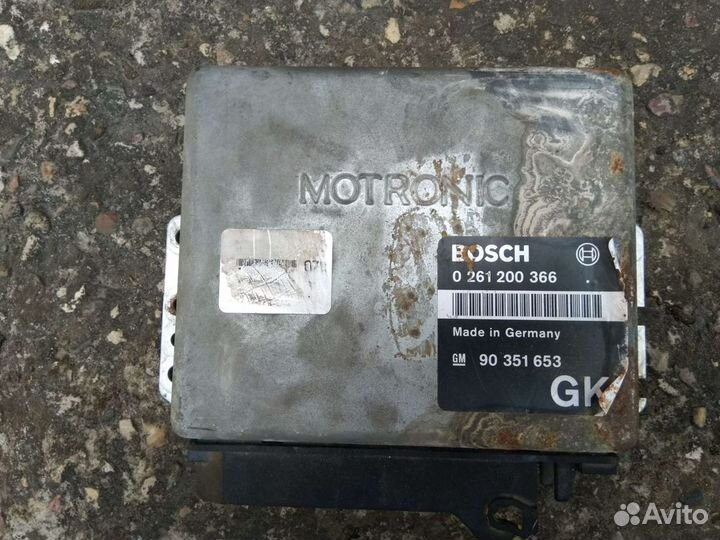 MOTRONIC
BOSCH
0 261 200 366
Made in Germany
GM 90 351 653
GK
Avito